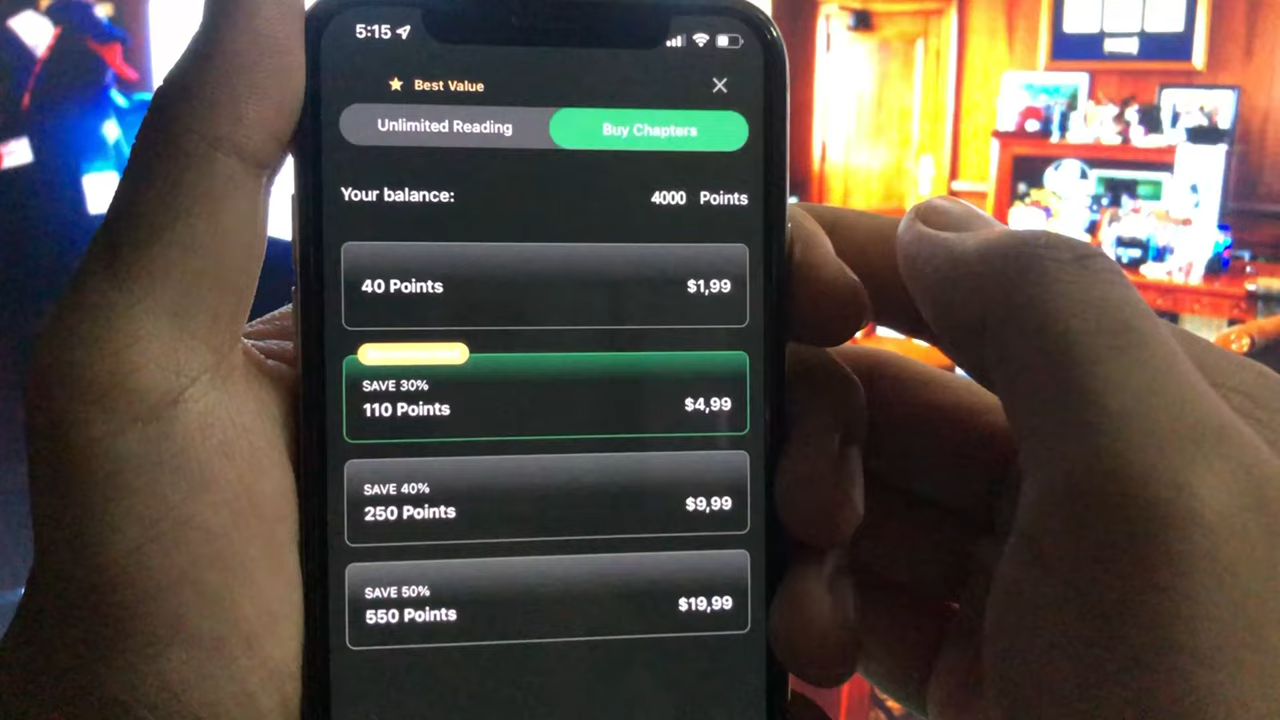 5:15
Best Value
Unlimited Reading
Buy Chapters
Your balance:
4000 Points
40 Points
$1,99
SAVE 30%
110 Points
$4,99
SAVE 40%
250 Points
$9,99
SAVE 50%
550 Points
$19,99